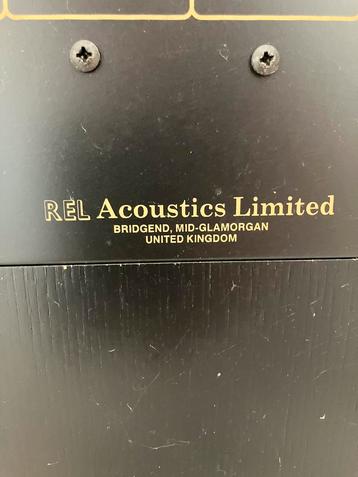 REL Acoustics Limited
BRIDGEND, MID-GLAMORGAN
UNITED KINGDOM